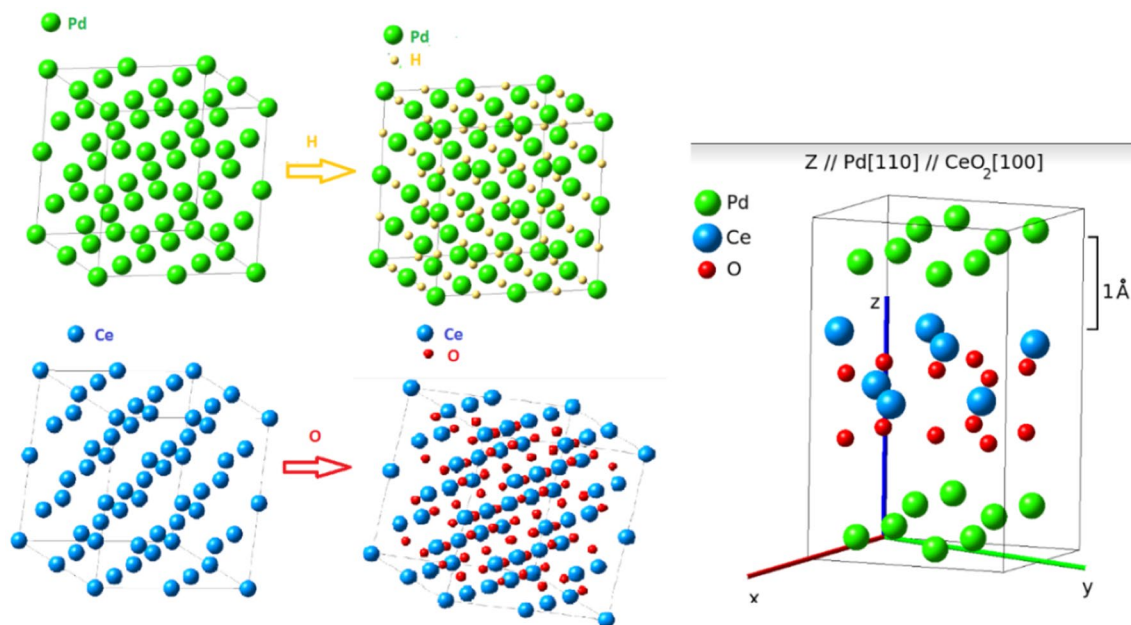 Pd
Pd
H
H
Ce
Ce
O
O
Z // Pd[110] // CeO2[100]
Pd
Ce
O
1Å
z
x
y